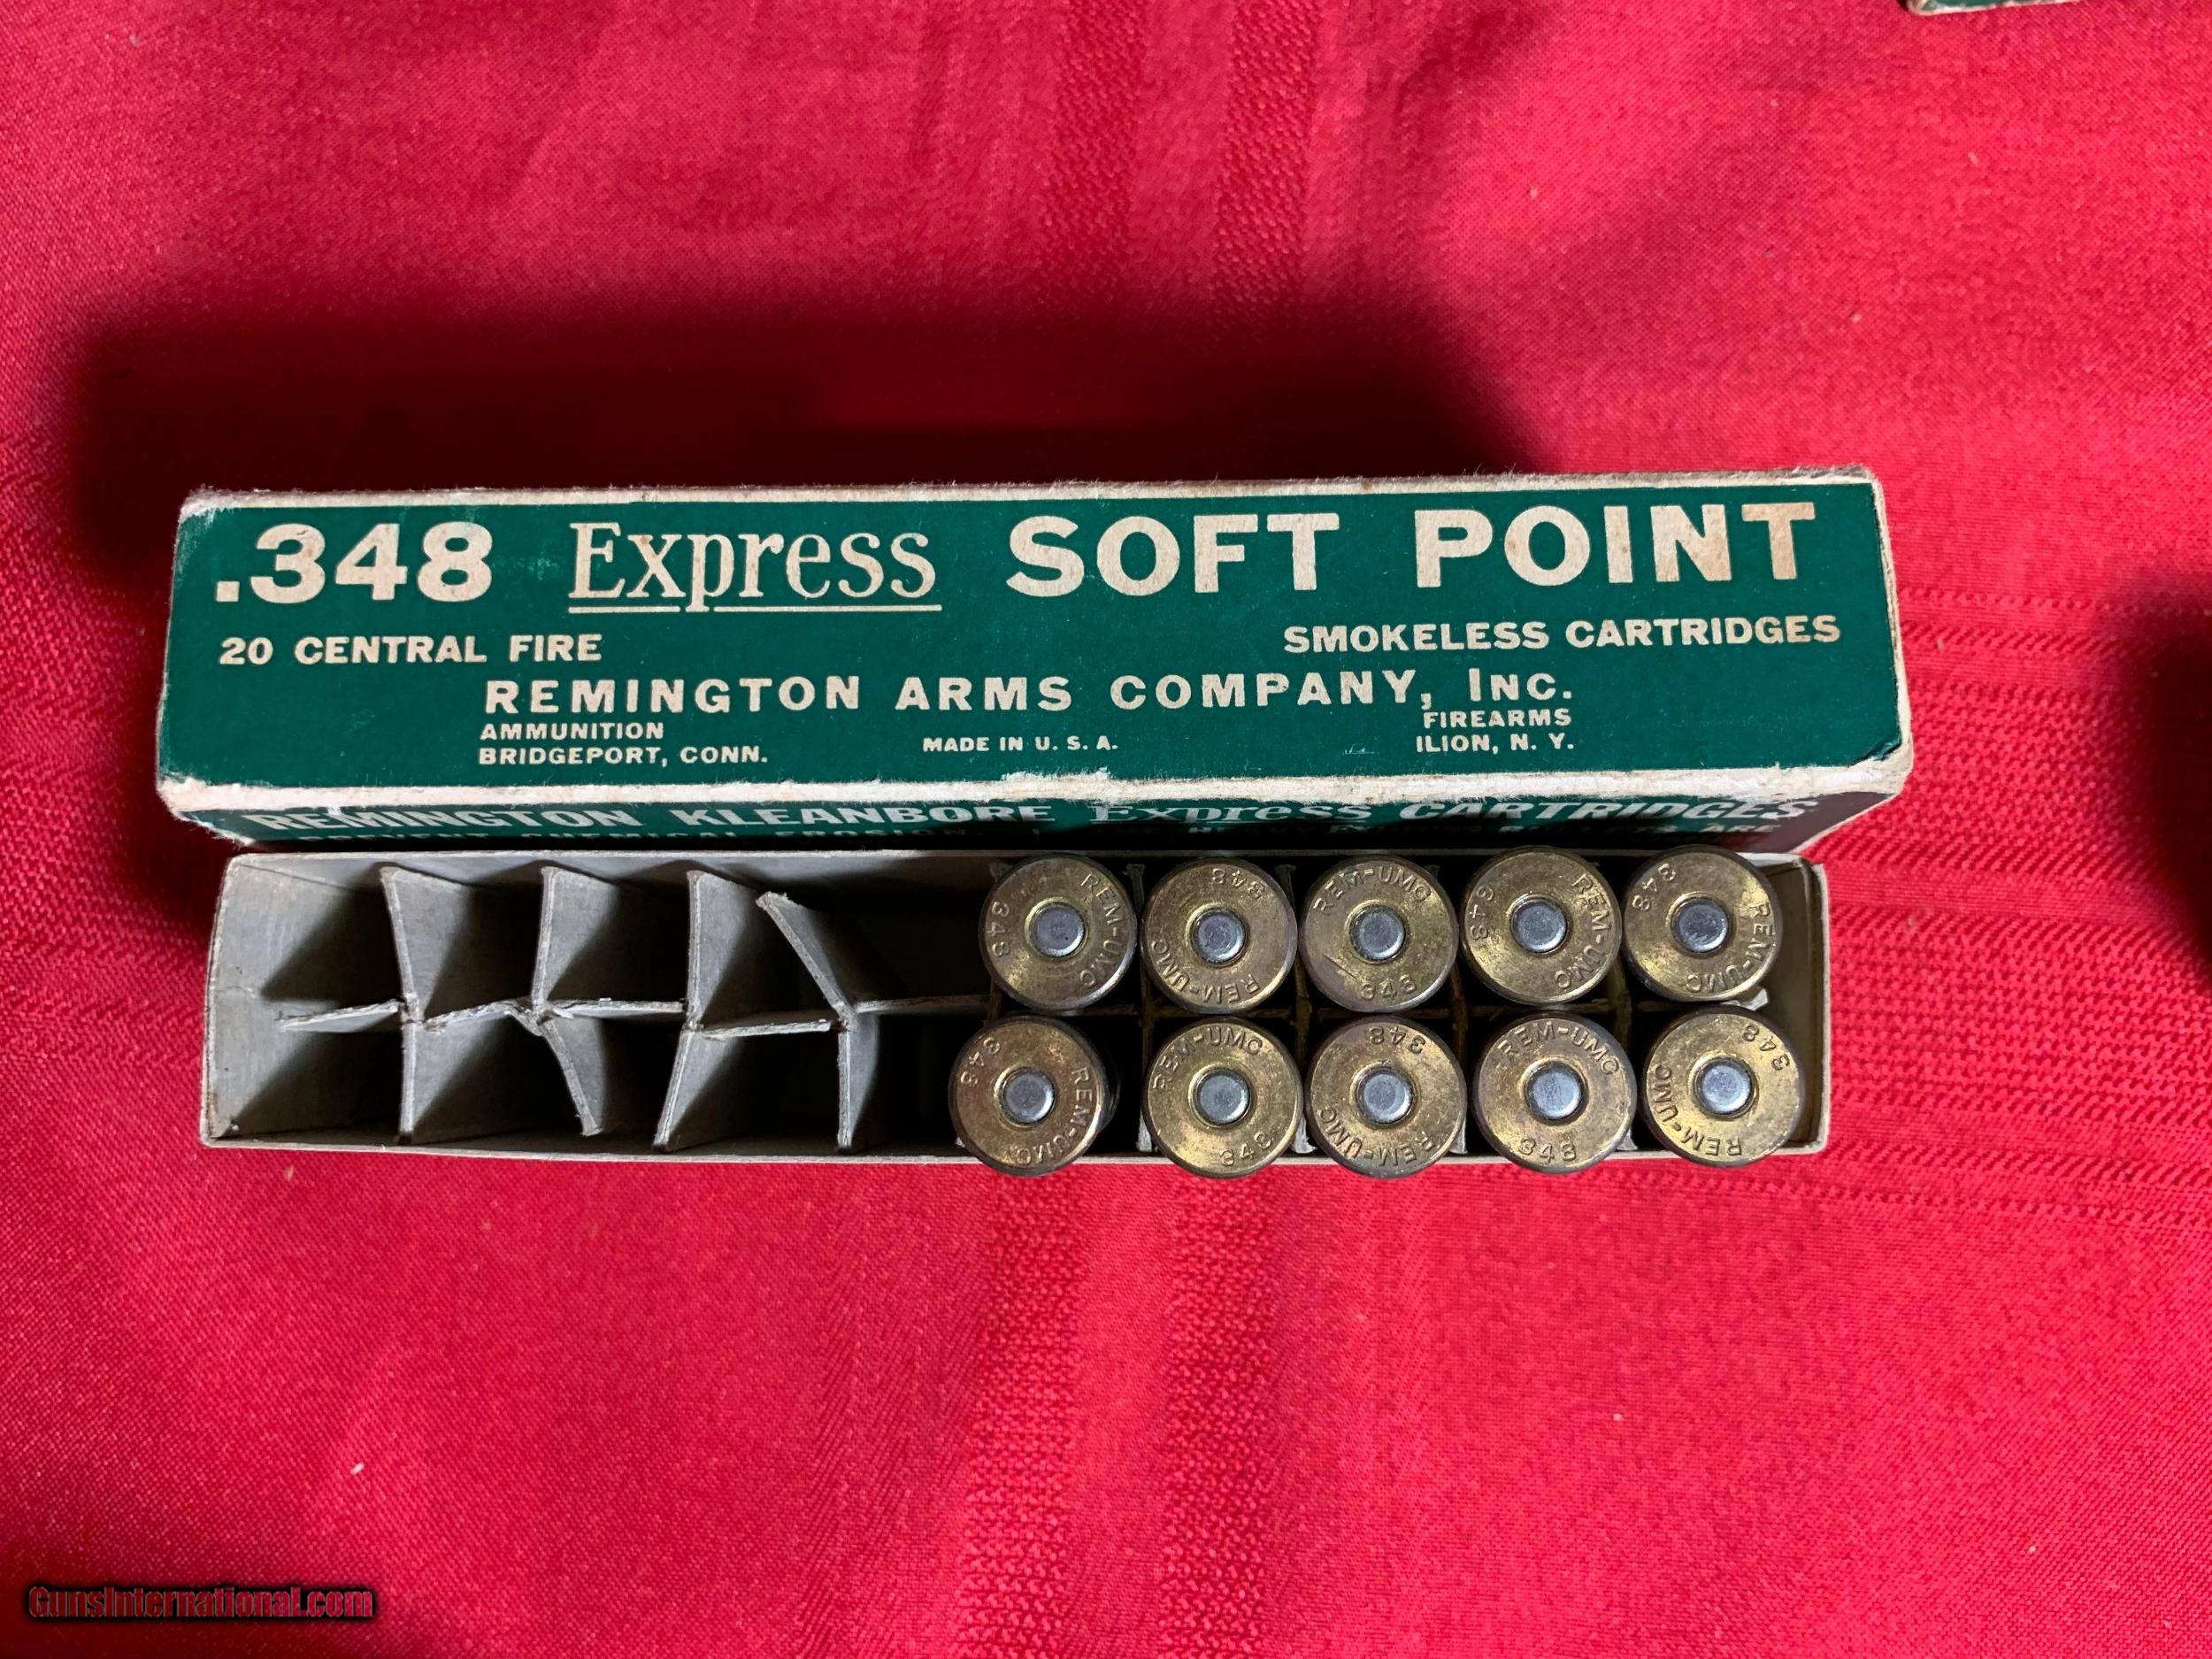 .348 Express SOFT POINT
20 CENTRAL FIRE SMOKELESS CARTRIDGES
REMINGTON ARMS COMPANY, INC.
AMMUNITION FIREARMS
BRIDGEPORT, CONN. MADE IN U. S. A. ILION, N. Y.
REMINGTON KLEANBORE Express CARTRIDGES
CHEMICAL EROSION
REM-UMC 348
REM-UMC 348
REM-UMC 348
REM-UMC 348
REM-UMC 348
REM-UMC 348
REM-UMC 348
REM-UMC 348
REM-UMC 348
REM-UMC 348
GunsInternational.com